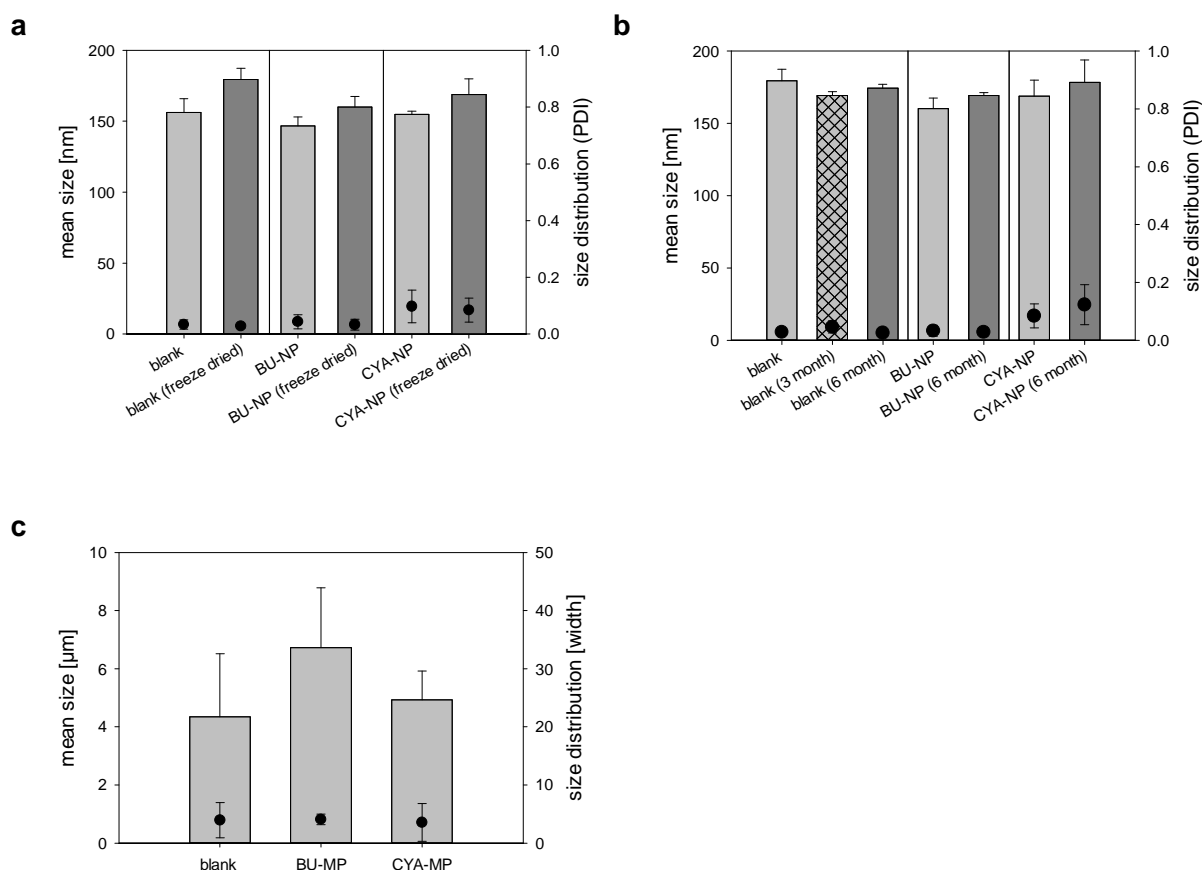 a
mean size [nm]
200
150
100
50
0
size distribution (PDI)
1.0
0.8
0.6
0.4
0.2
0.0
blank
blank (freeze dried)
BU-NP
BU-NP (freeze dried)
CYA-NP
CYA-NP (freeze dried)
b
mean size [nm]
200
150
100
50
0
size distribution (PDI)
1.0
0.8
0.6
0.4
0.2
0.0
blank
blank (3 month)
blank (6 month)
BU-NP
BU-NP (6 month)
CYA-NP
CYA-NP (6 month)
c
mean size [µm]
10
8
6
4
2
0
size distribution [width]
50
40
30
20
10
0
blank
BU-MP
CYA-MP